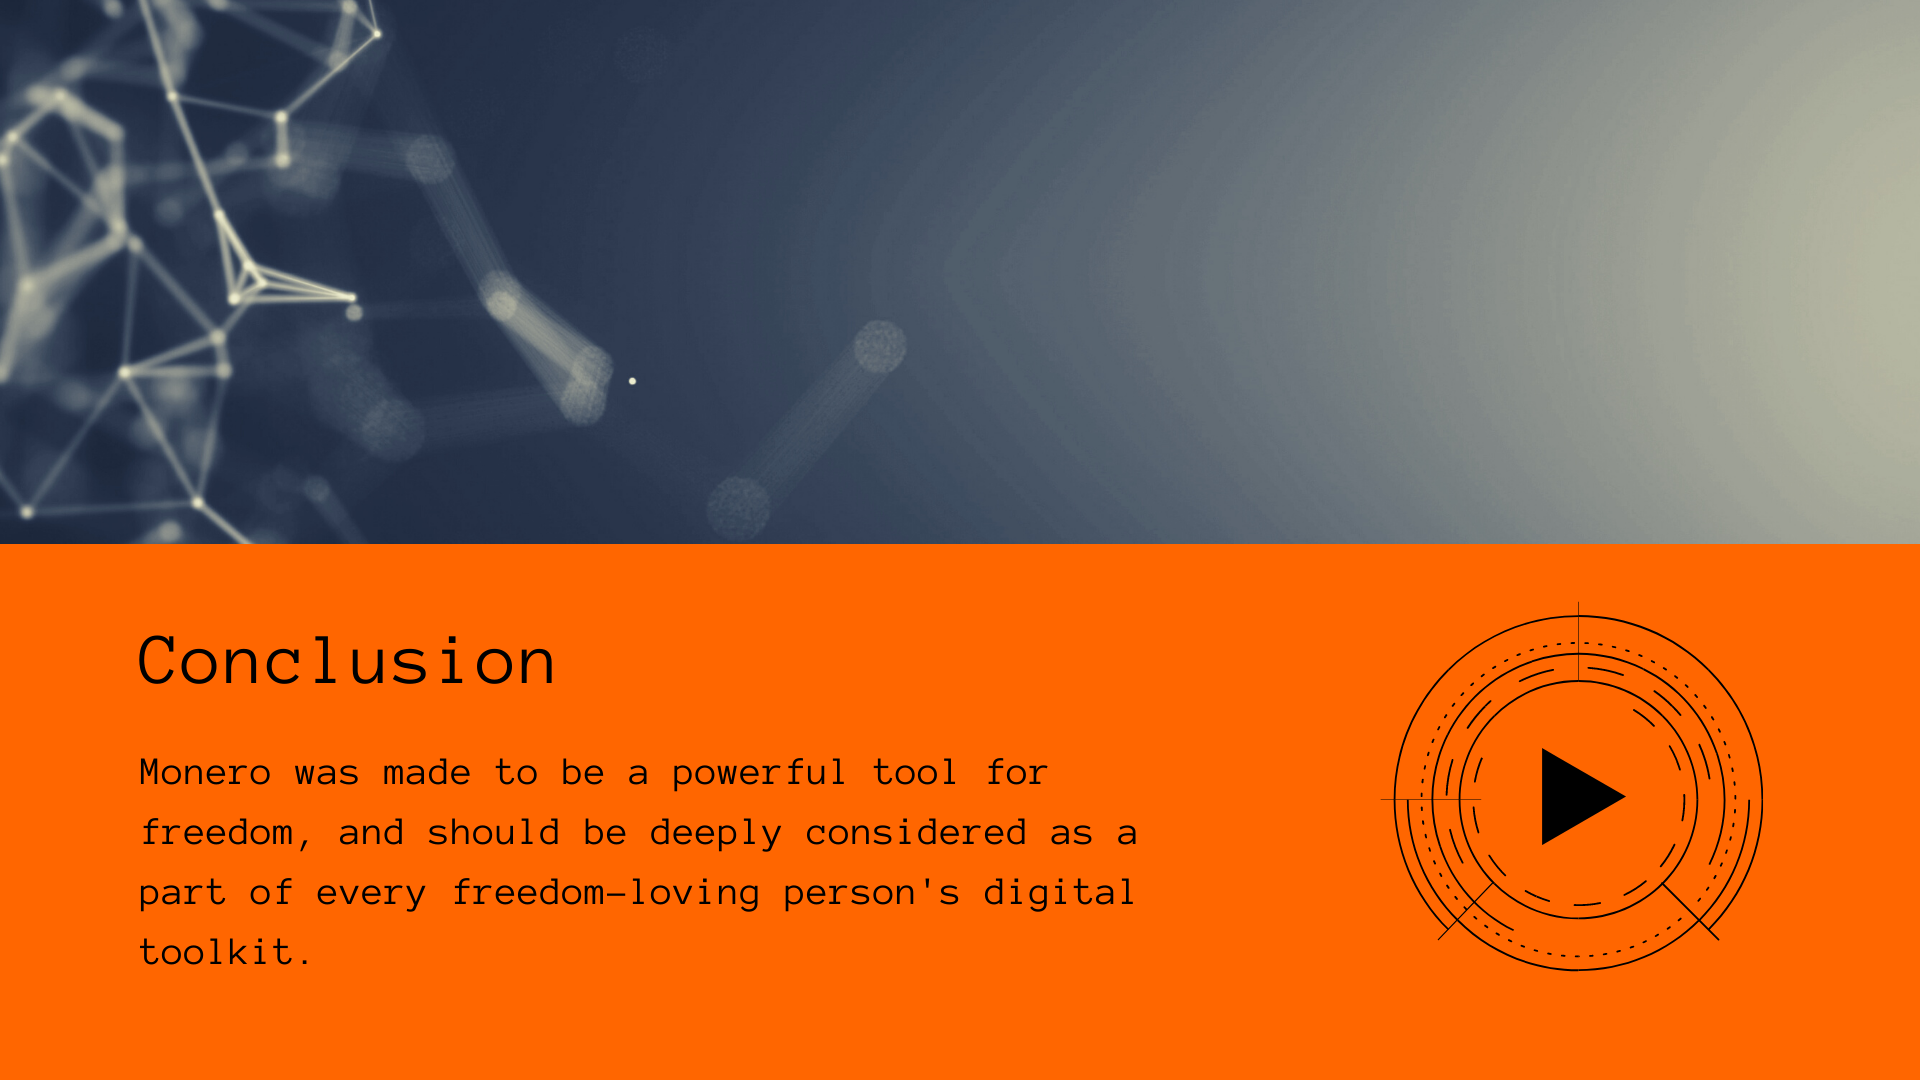 Conclusion
Monero was made to be a powerful tool for
freedom, and should be deeply considered as a
part of every freedom-loving person's digital
toolkit.